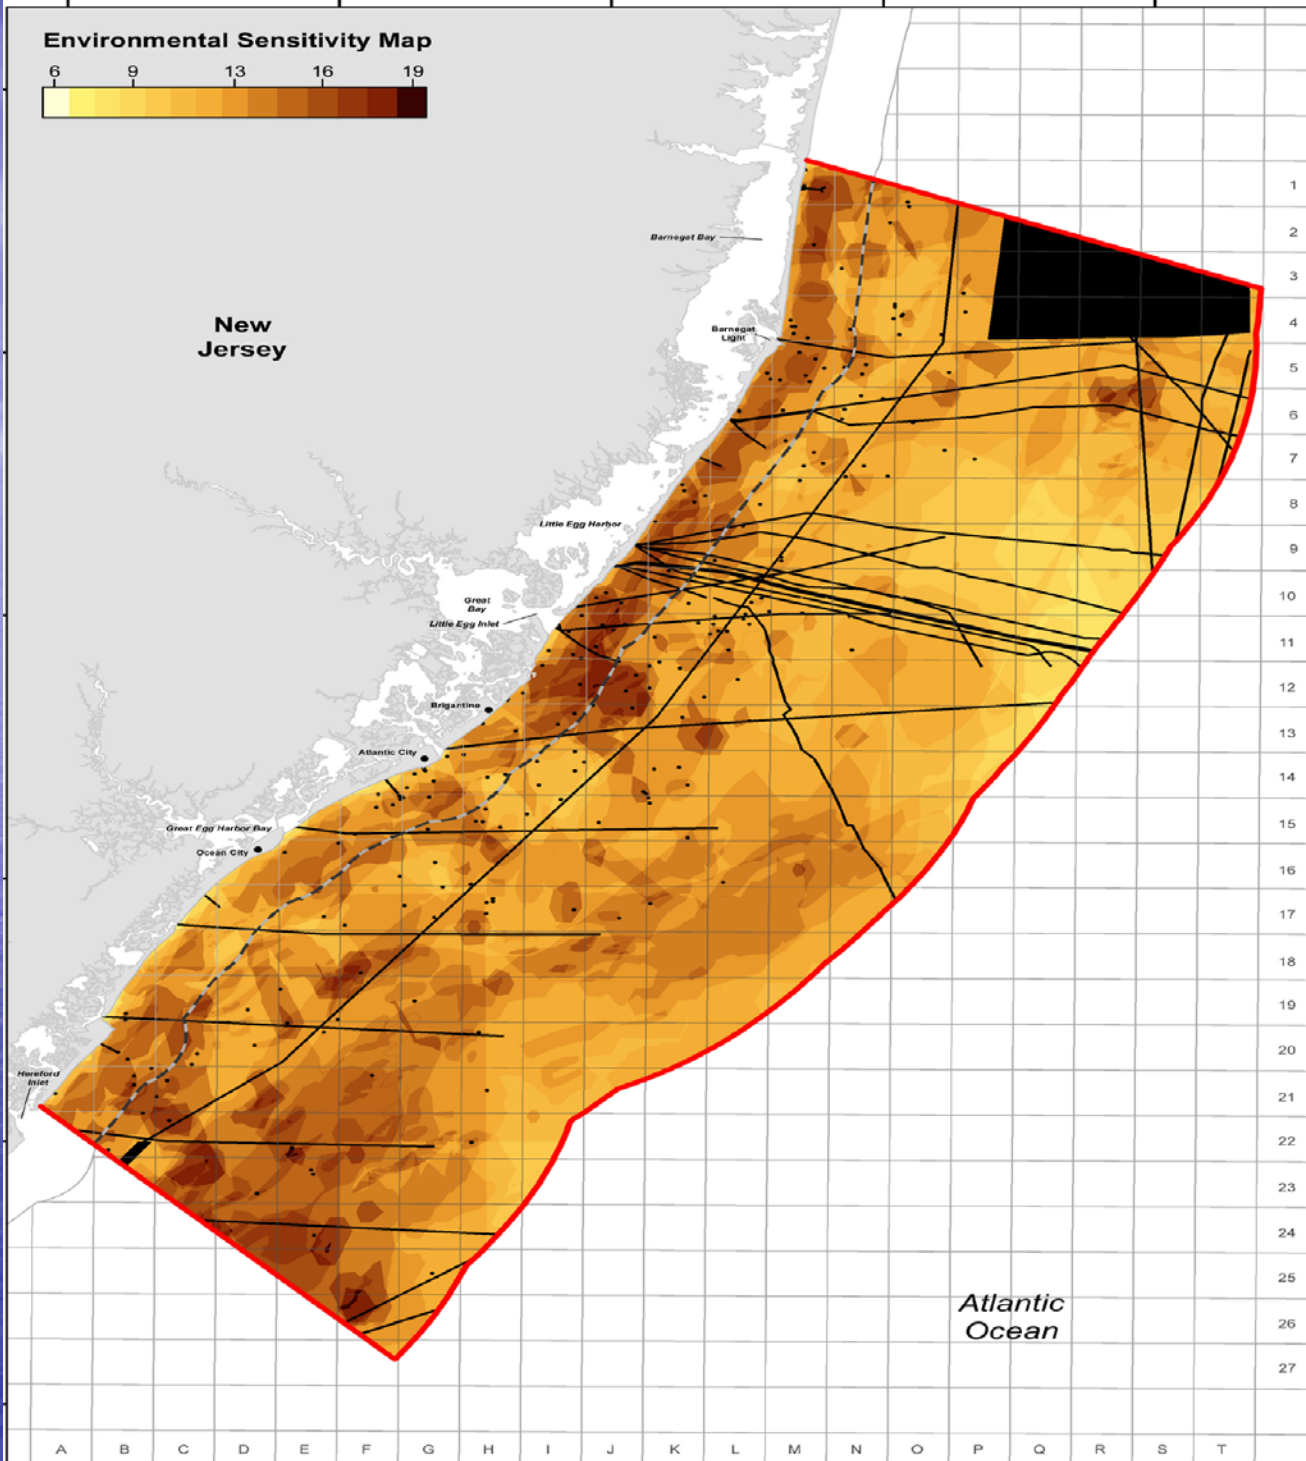 Environmental Sensitivity Map
6 9 13 16 19
1
2
Barnegat Bay
3
New
Jersey
4
Barnegat
Light
5
6
7
8
Little Egg Harbor
9
10
Great
Bay
Little Egg Inlet
11
12
Brigantine
13
Atlantic City
14
15
Great Egg Harbor Bay
Ocean City
16
17
18
19
20
Hereford
Inlet
21
22
23
24
25
Atlantic
Ocean
26
27
A B C D E F G H I J K L M N O P Q R S T